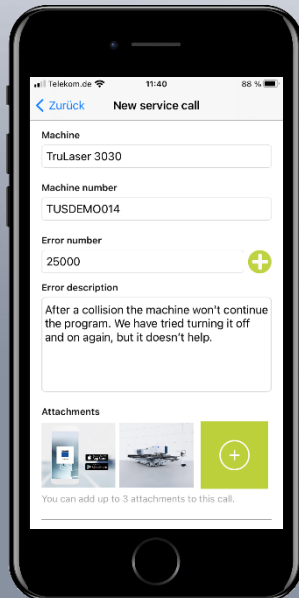 Telekom.de
11:40
88 %
Zurück
New service call
Machine
TruLaser 3030
Machine number
TUSDEMO014
Error number
25000
Error description
After a collision the machine won't continue
the program. We have tried turning it off
and on again, but it doesn't help.
Attachments
You can add up to 3 attachments to this call.